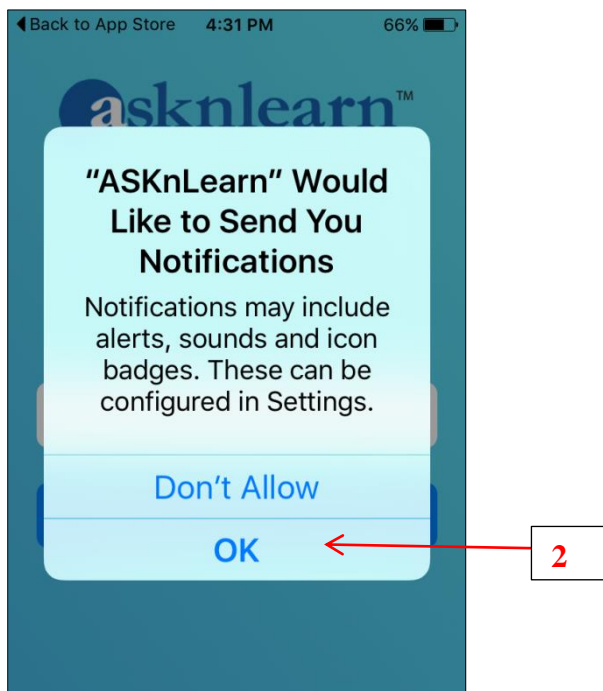 Back to App Store 4:31 PM 66%
asknlearn™
"ASKnLearn" Would
Like to Send You
Notifications
Notifications may include
alerts, sounds and icon
badges. These can be
configured in Settings.
Don't Allow
OK
2